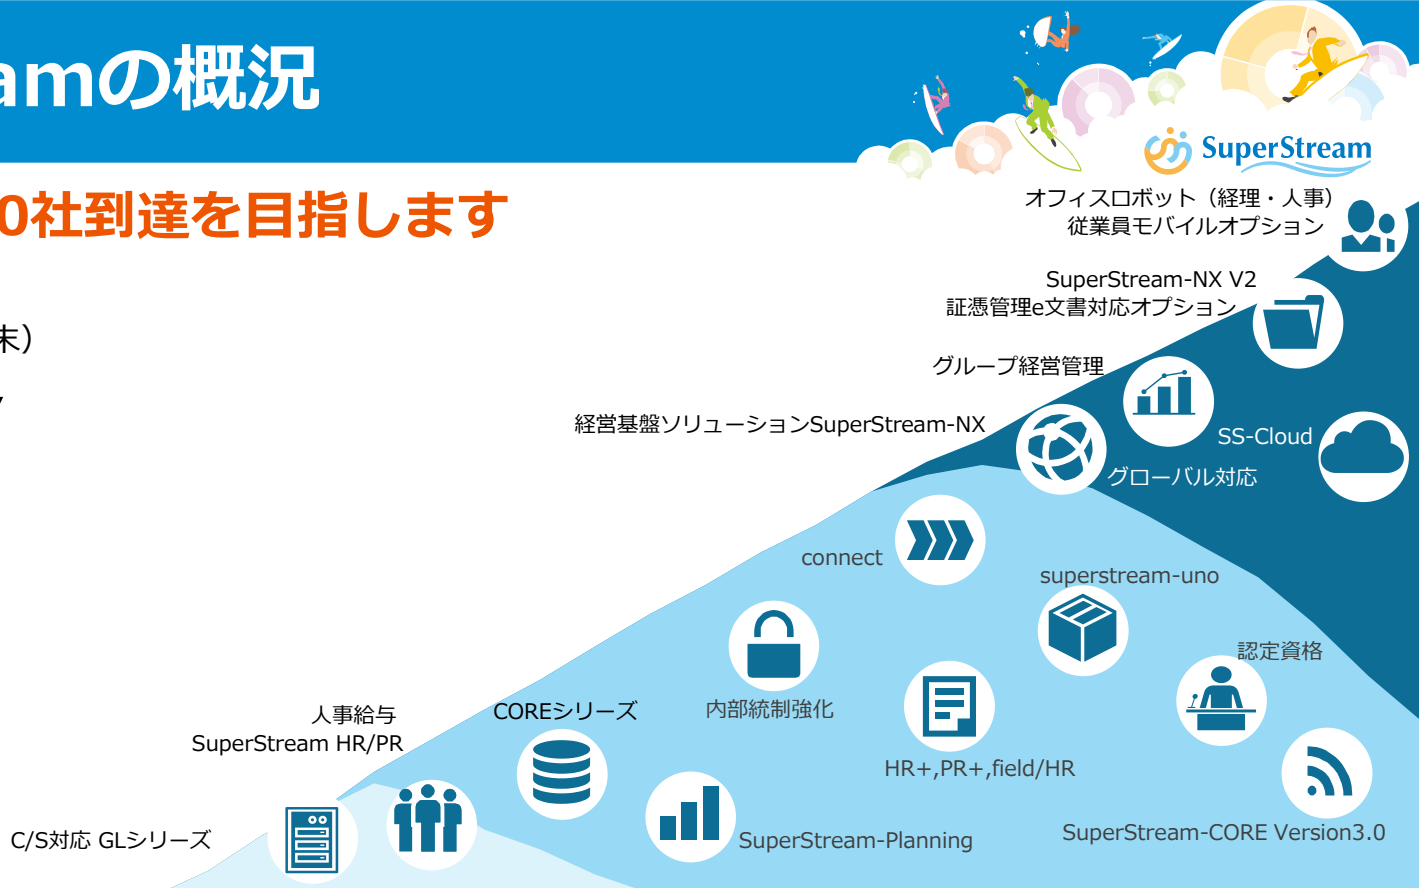 amの概況
SuperStream
0社到達を目指します
末）
オフィスロボット（経理・人事）
従業員モバイルオプション
SuperStream-NX V2
証憑管理e文書対応オプション
グループ経営管理
経営基盤ソリューションSuperStream-NX
SS-Cloud
グローバル対応
connect
superstream-uno
認定資格
内部統制強化
COREシリーズ
人事給与
SuperStream HR/PR
HR+,PR+,field/HR
C/S対応 GLシリーズ
SuperStream-Planning
SuperStream-CORE Version3.0